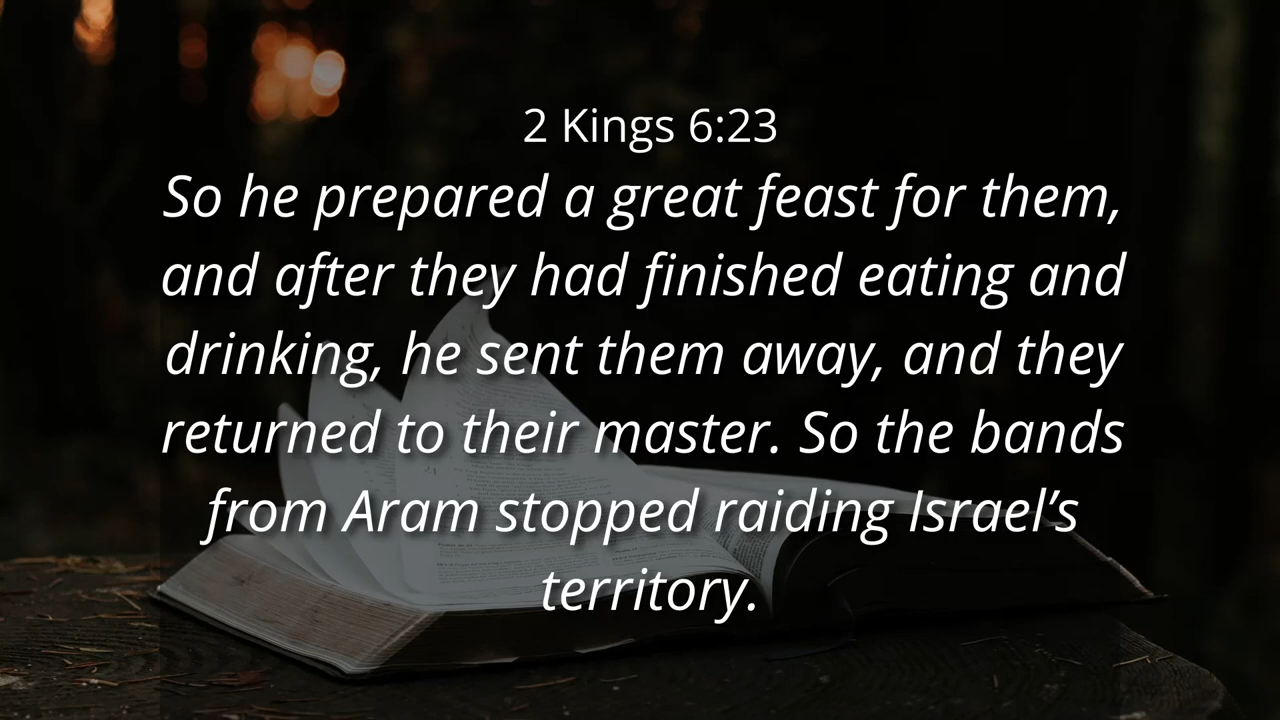 2 Kings 6:23
So he prepared a great feast for them,
and after they had finished eating and
drinking, he sent them away, and they
returned to their master. So the bands
from Aram stopped raiding Israel’s
territory.